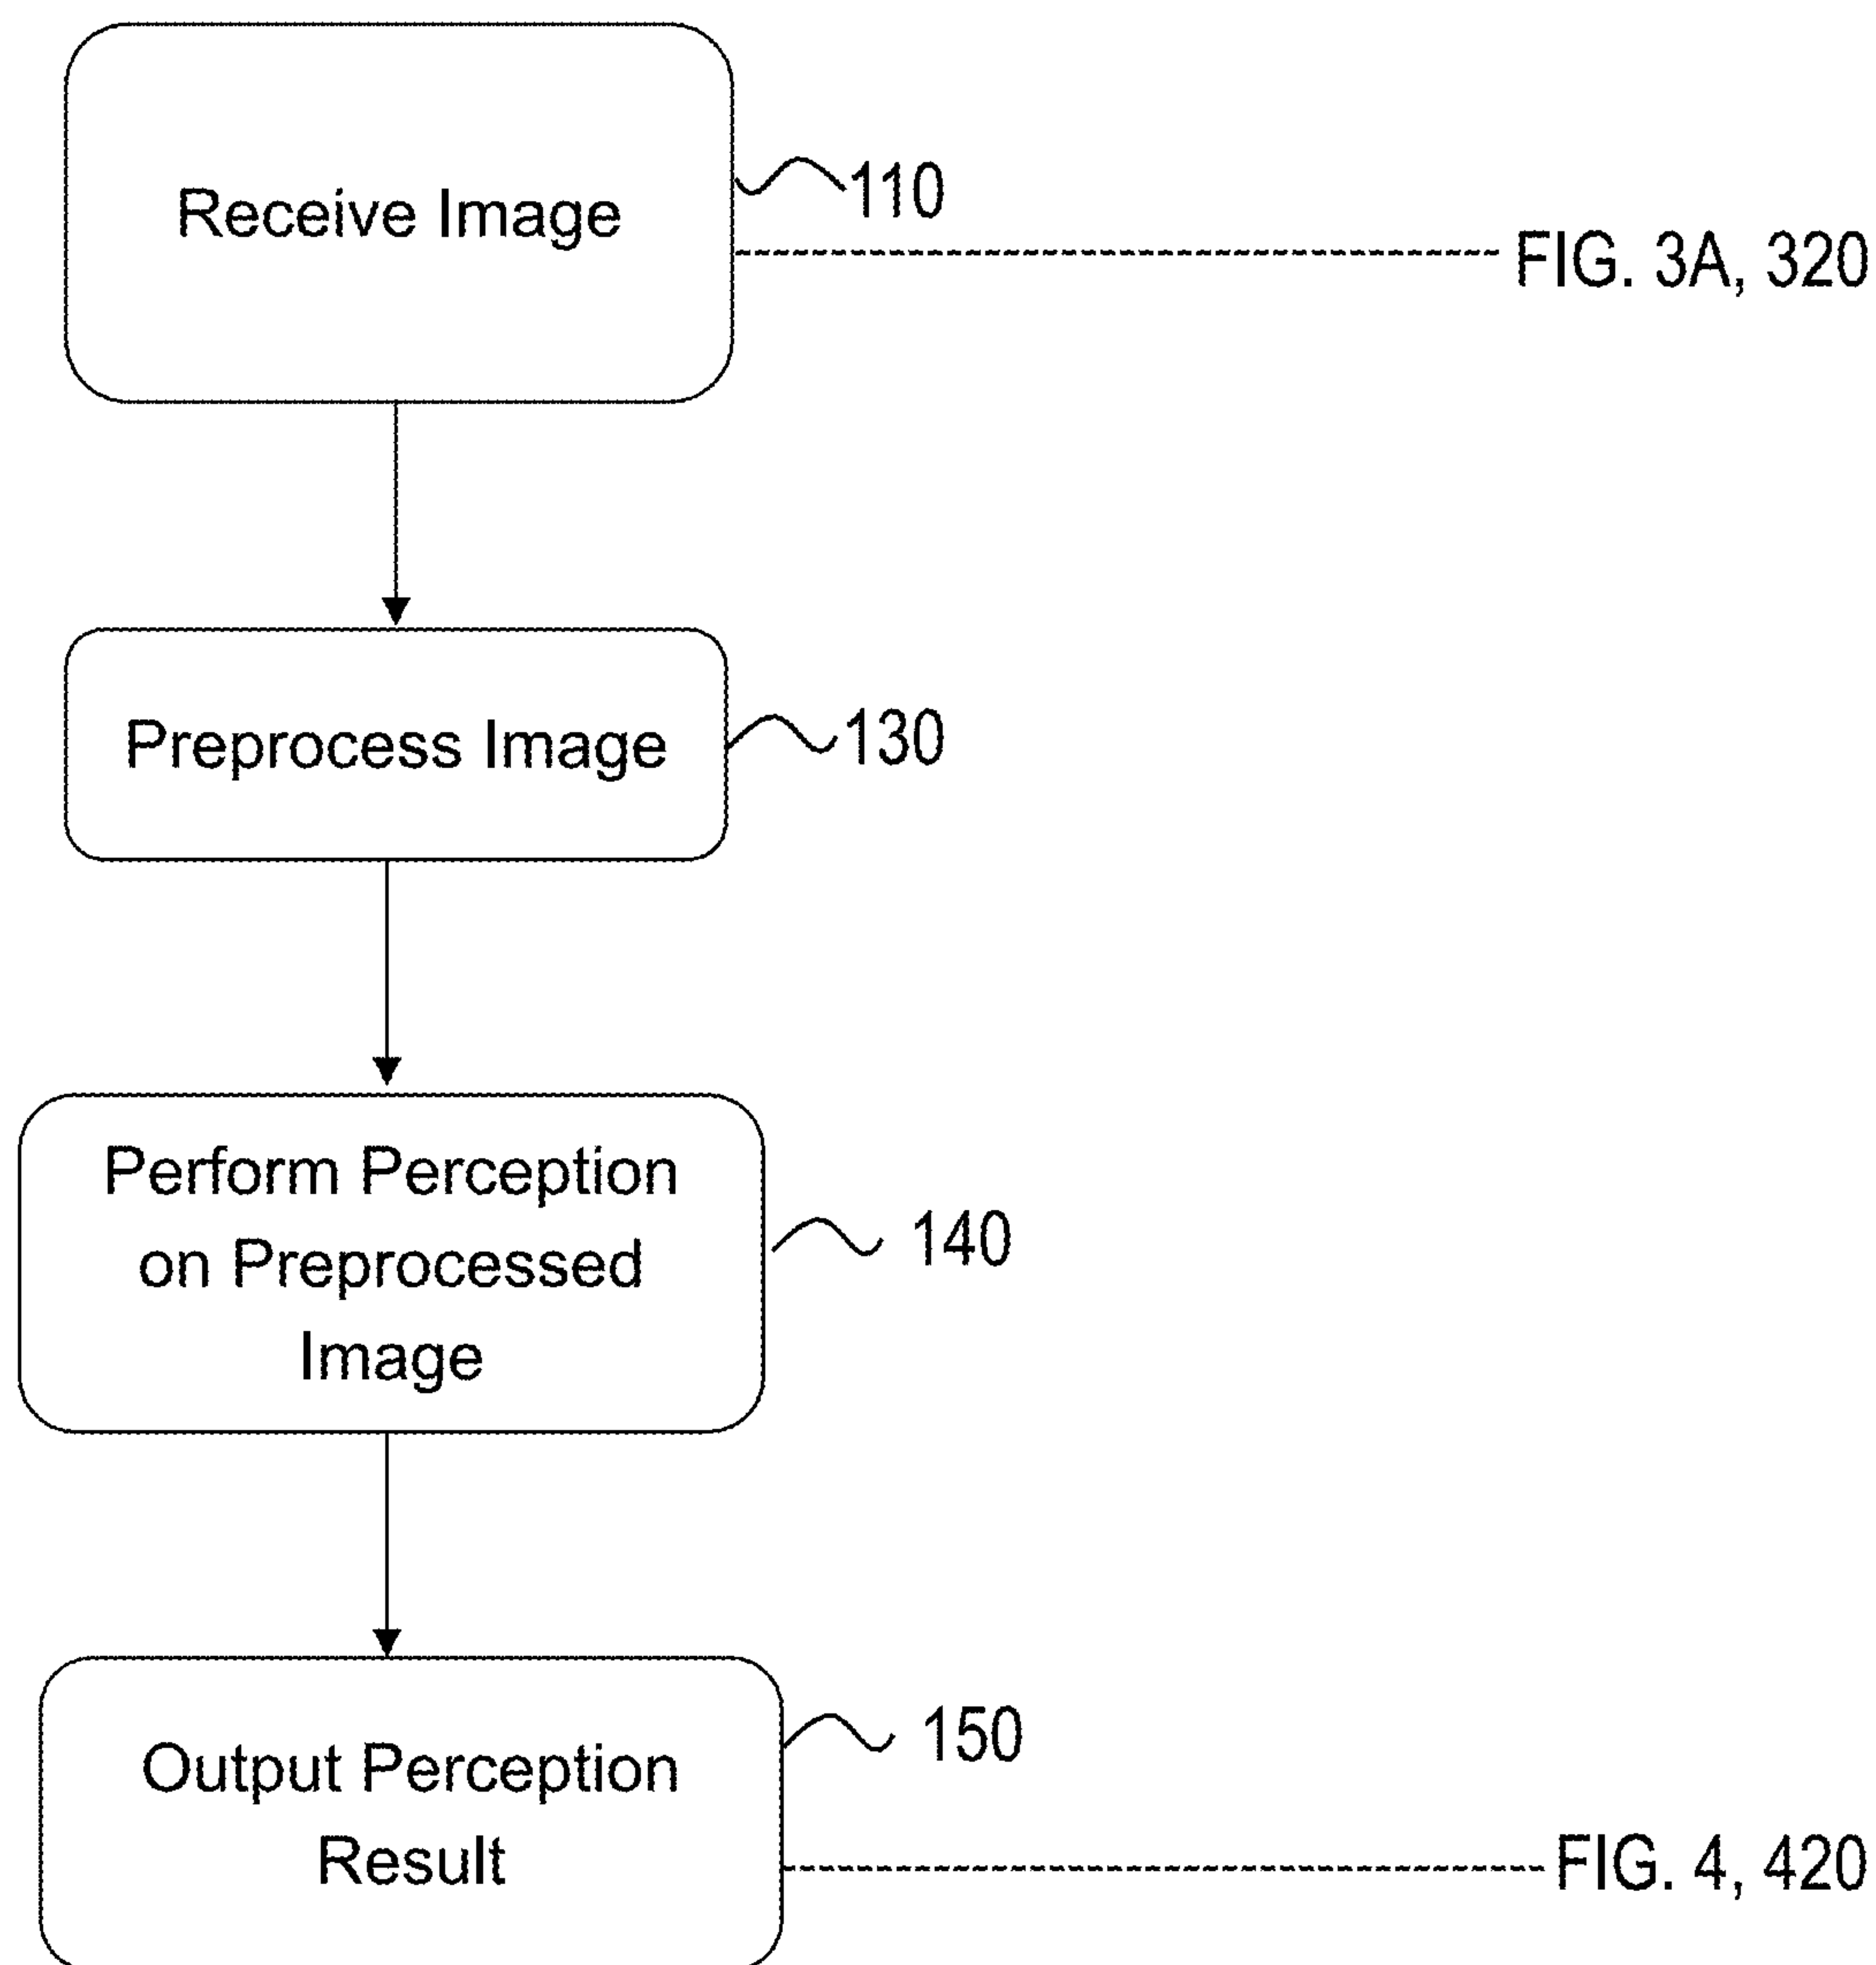 Receive Image
110
FIG. 3A, 320
Preprocess Image
130
Perform Perception
on Preprocessed
Image
140
Output Perception
Result
150
FIG. 4, 420